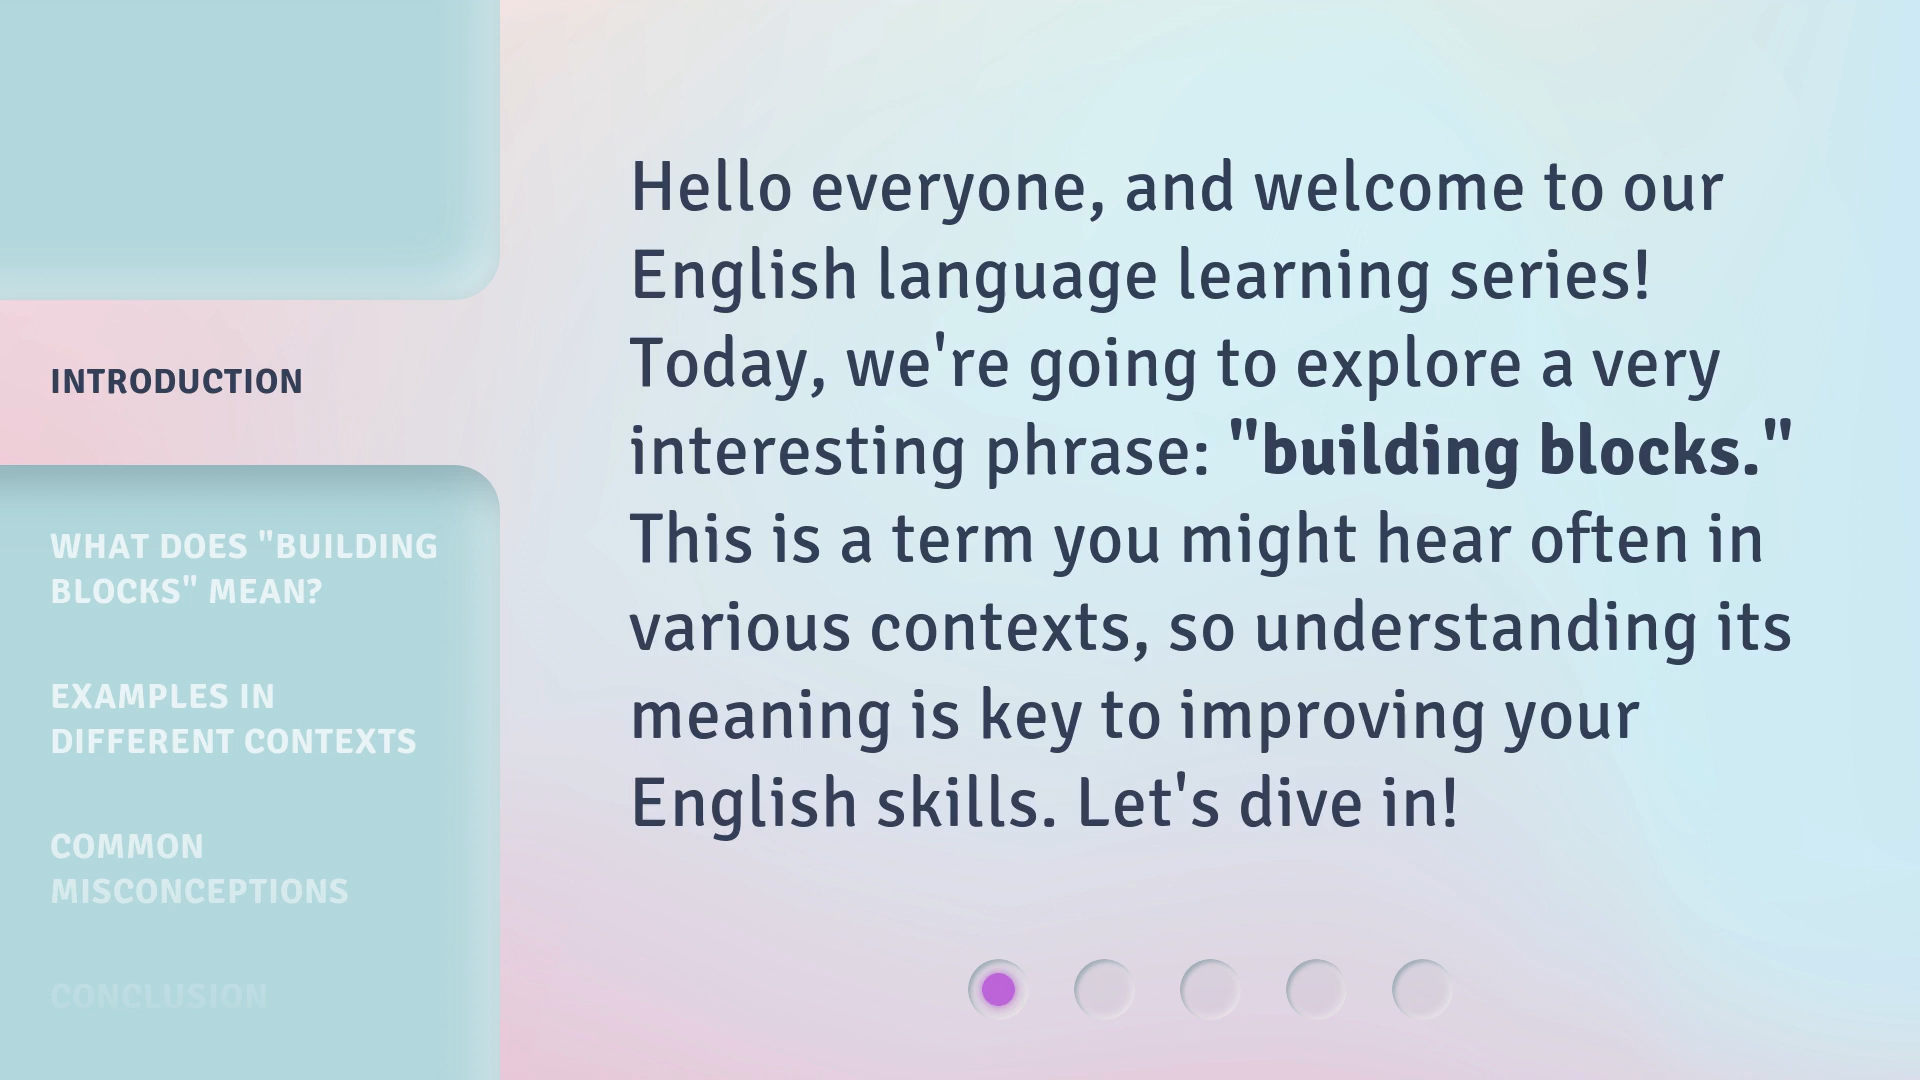 INTRODUCTION
WHAT DOES "BUILDING
BLOCKS" MEAN?
EXAMPLES IN
DIFFERENT CONTEXTS
COMMON
MISCONCEPTIONS
CONCLUSION
Hello everyone, and welcome to our
English language learning series!
Today, we're going to explore a very
interesting phrase: "building blocks."
This is a term you might hear often in
various contexts, so understanding its
meaning is key to improving your
English skills. Let's dive in!